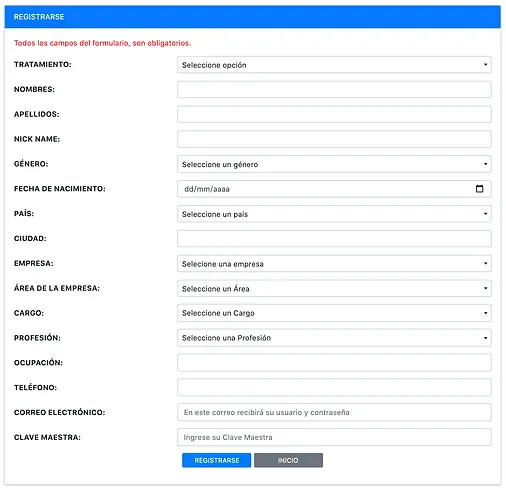 REGISTRARSE
Todos los campos del formulario, son obligatorios.
TRATAMIENTO: Seleccione opción
NOMBRES:
APELLIDOS:
NICK NAME:
GÉNERO: Seleccione un género
FECHA DE NACIMIENTO: dd/mm/aaaa
PAÍS: Seleccione un país
CIUDAD:
EMPRESA: Selecione una empresa
ÁREA DE LA EMPRESA: Seleccione un Área
CARGO: Seleccione un Cargo
PROFESIÓN: Seleccione una Profesión
OCUPACIÓN:
TELÉFONO:
CORREO ELECTRÓNICO: En este correo recibirá su usuario y contraseña
CLAVE MAESTRA: Ingrese su Clave Maestra
REGISTRARSE INICIO